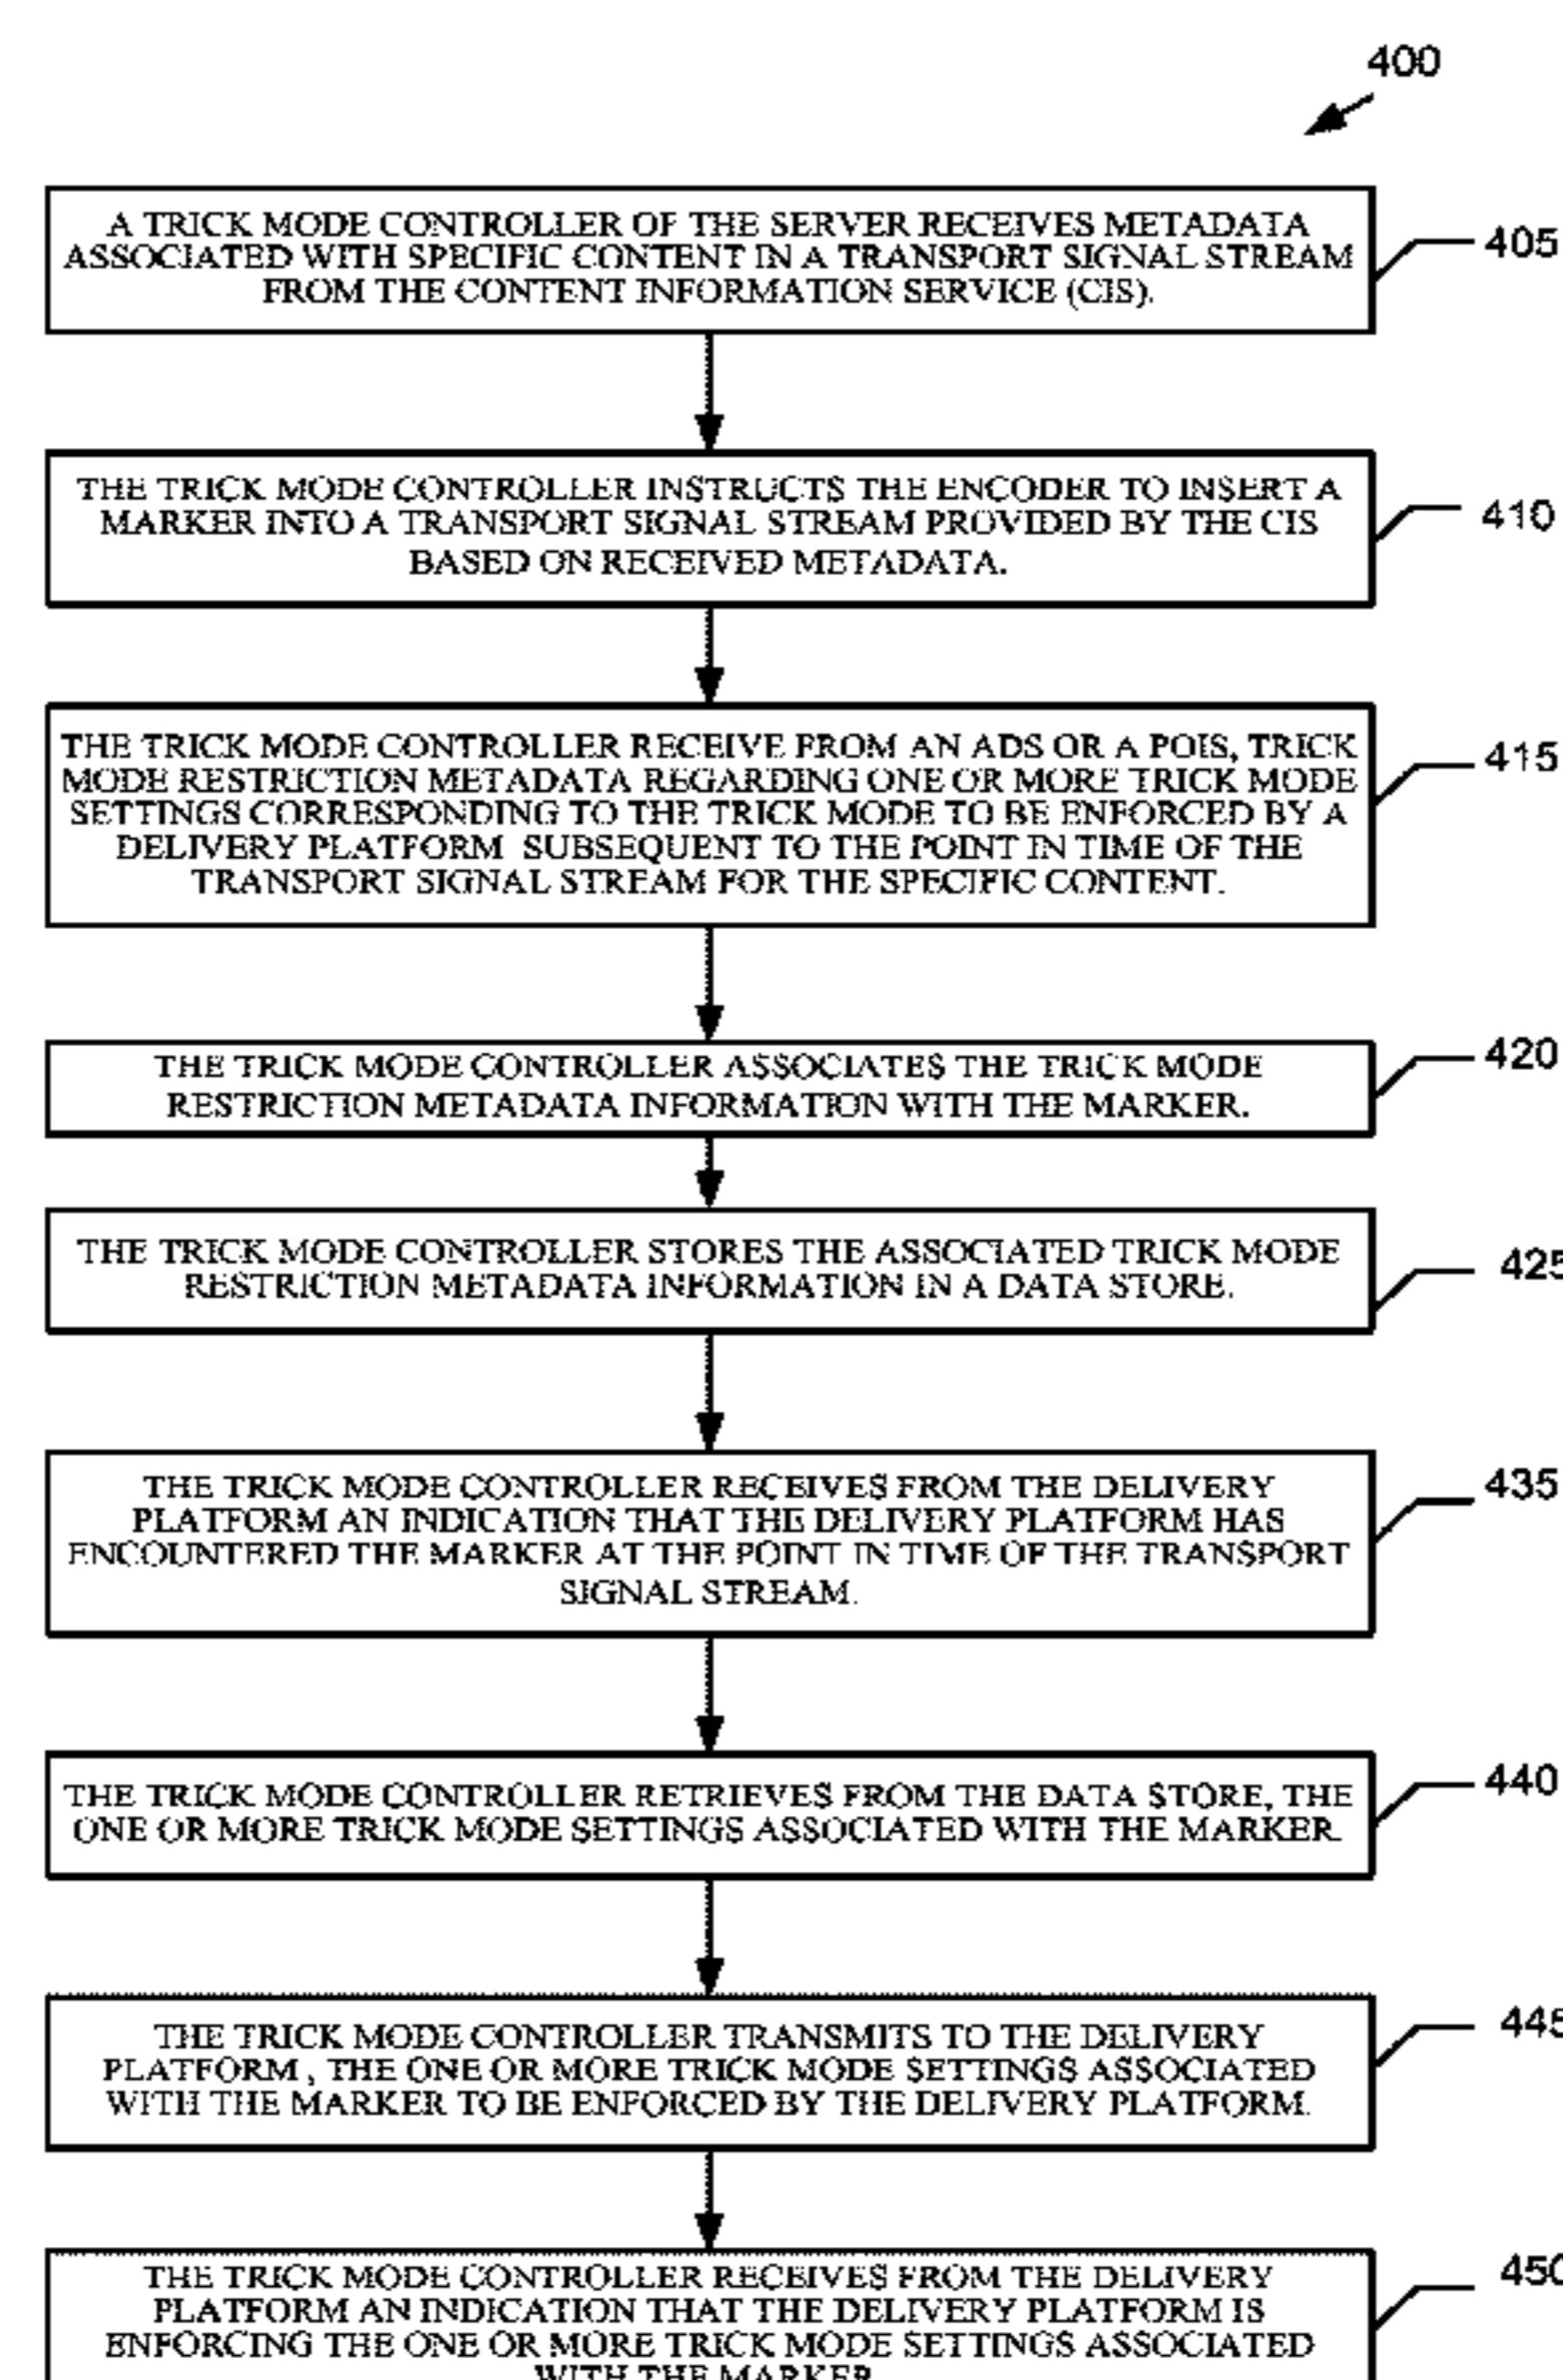 400
A TRICK MODE CONTROLLER OF THE SERVER RECEIVES METADATA
ASSOCIATED WITH SPECIFIC CONTENT IN A TRANSPORT SIGNAL STREAM
FROM THE CONTENT INFORMATION SERVICE (CIS).
405
THE TRICK MODE CONTROLLER INSTRUCTS THE ENCODER TO INSERT A
MARKER INTO A TRANSPORT SIGNAL STREAM PROVIDED BY THE CIS
BASED ON RECEIVED METADATA.
410
THE TRICK MODE CONTROLLER RECEIVE FROM AN ADS OR A POIS, TRICK
MODE RESTRICTION METADATA REGARDING ONE OR MORE TRICK MODE
SETTINGS CORRESPONDING TO THE TRICK MODE TO BE ENFORCED BY A
DELIVERY PLATFORM SUBSEQUENT TO THE POINT IN TIME OF THE
TRANSPORT SIGNAL STREAM FOR THE SPECIFIC CONTENT.
415
THE TRICK MODE CONTROLLER ASSOCIATES THE TRICK MODE
RESTRICTION METADATA INFORMATION WITH THE MARKER.
420
THE TRICK MODE CONTROLLER STORES THE ASSOCIATED TRICK MODE
RESTRICTION METADATA INFORMATION IN A DATA STORE.
425
THE TRICK MODE CONTROLLER RECEIVES FROM THE DELIVERY
PLATFORM AN INDICATION THAT THE DELIVERY PLATFORM HAS
ENCOUNTERED THE MARKER AT THE POINT IN TIME OF THE TRANSPORT
SIGNAL STREAM.
435
THE TRICK MODE CONTROLLER RETRIEVES FROM THE DATA STORE, THE
ONE OR MORE TRICK MODE SETTINGS ASSOCIATED WITH THE MARKER.
440
THE TRICK MODE CONTROLLER TRANSMITS TO THE DELIVERY
PLATFORM , THE ONE OR MORE TRICK MODE SETTINGS ASSOCIATED
WITH THE MARKER TO BE ENFORCED BY THE DELIVERY PLATFORM.
445
THE TRICK MODE CONTROLLER RECEIVES FROM THE DELIVERY
PLATFORM AN INDICATION THAT THE DELIVERY PLATFORM IS
ENFORCING THE ONE OR MORE TRICK MODE SETTINGS ASSOCIATED
WITH THE MARKER
450